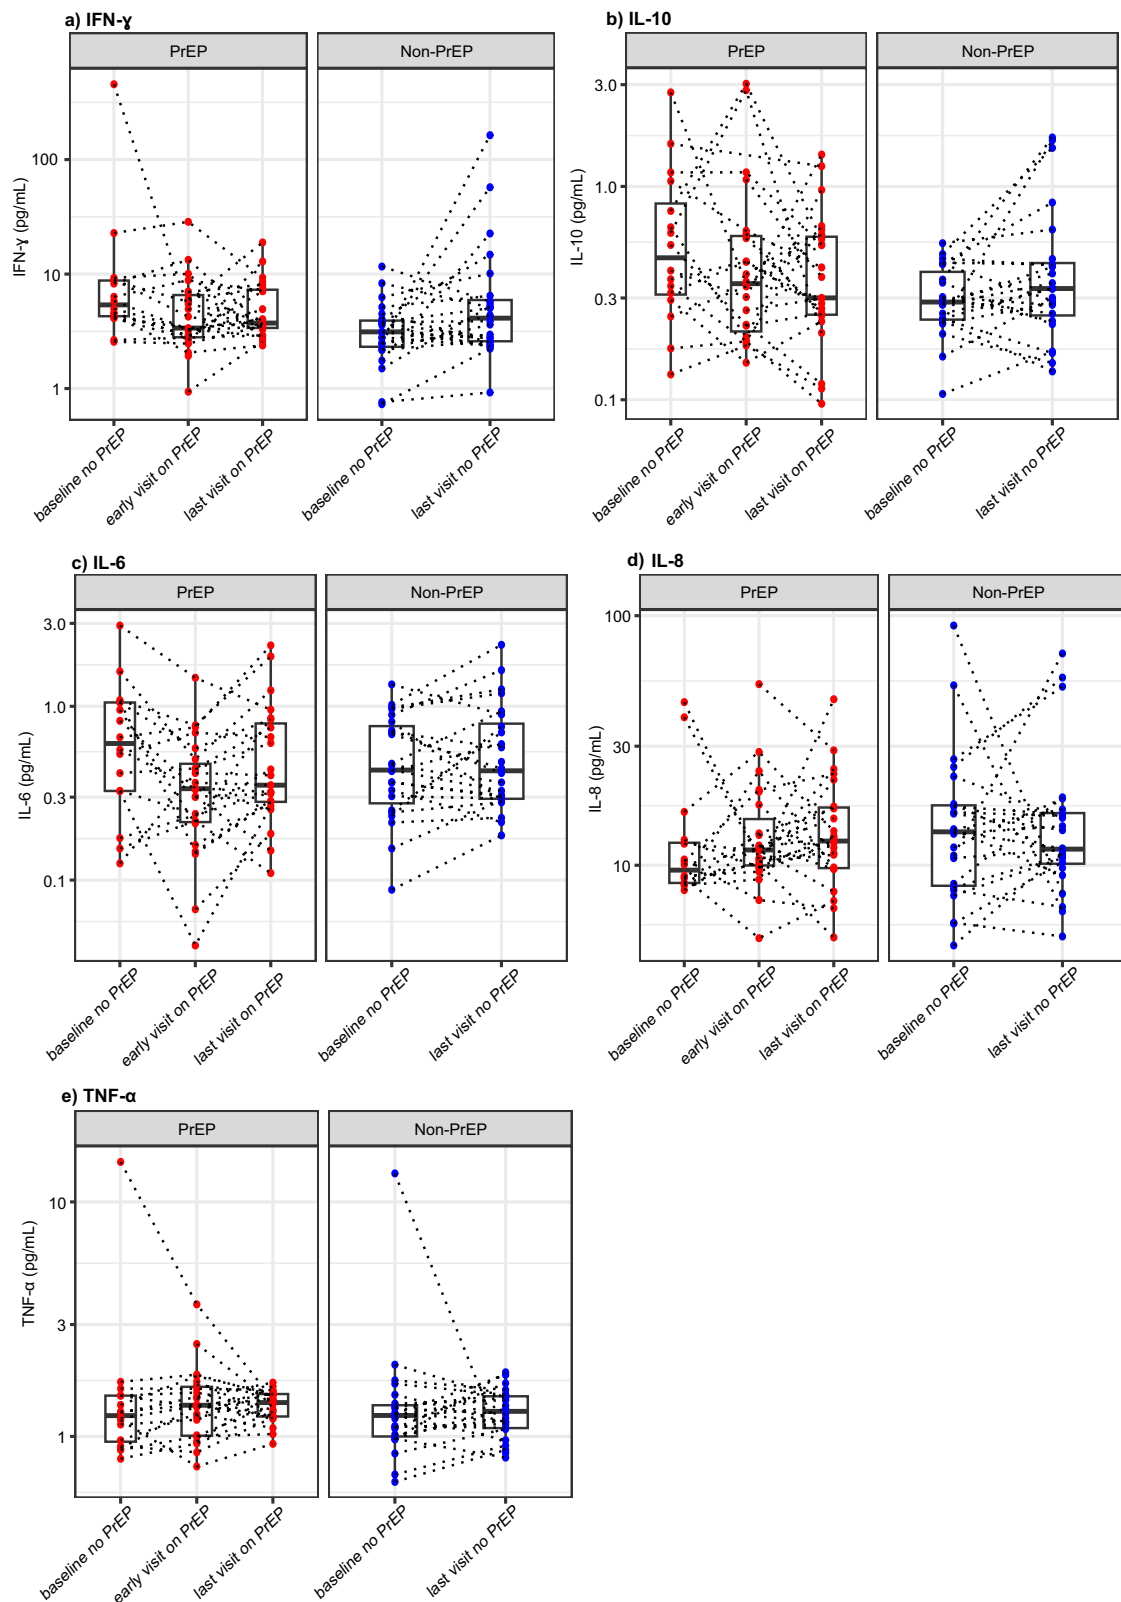 a) IFN-ɣ
PrEP
Non-PrEP
IFN-ɣ (pg/mL)
100
10
1
baseline no PrEP
early visit on PrEP
last visit on PrEP
baseline no PrEP
last visit no PrEP
b) IL-10
PrEP
Non-PrEP
IL-10 (pg/mL)
3.0
1.0
0.3
0.1
baseline no PrEP
early visit on PrEP
last visit on PrEP
baseline no PrEP
last visit no PrEP
c) IL-6
PrEP
Non-PrEP
IL-6 (pg/mL)
3.0
1.0
0.3
0.1
baseline no PrEP
early visit on PrEP
last visit on PrEP
baseline no PrEP
last visit no PrEP
d) IL-8
PrEP
Non-PrEP
IL-8 (pg/mL)
100
30
10
baseline no PrEP
early visit on PrEP
last visit on PrEP
baseline no PrEP
last visit no PrEP
e) TNF-α
PrEP
Non-PrEP
TNF-α (pg/mL)
10
3
1
baseline no PrEP
early visit on PrEP
last visit on PrEP
baseline no PrEP
last visit no PrEP